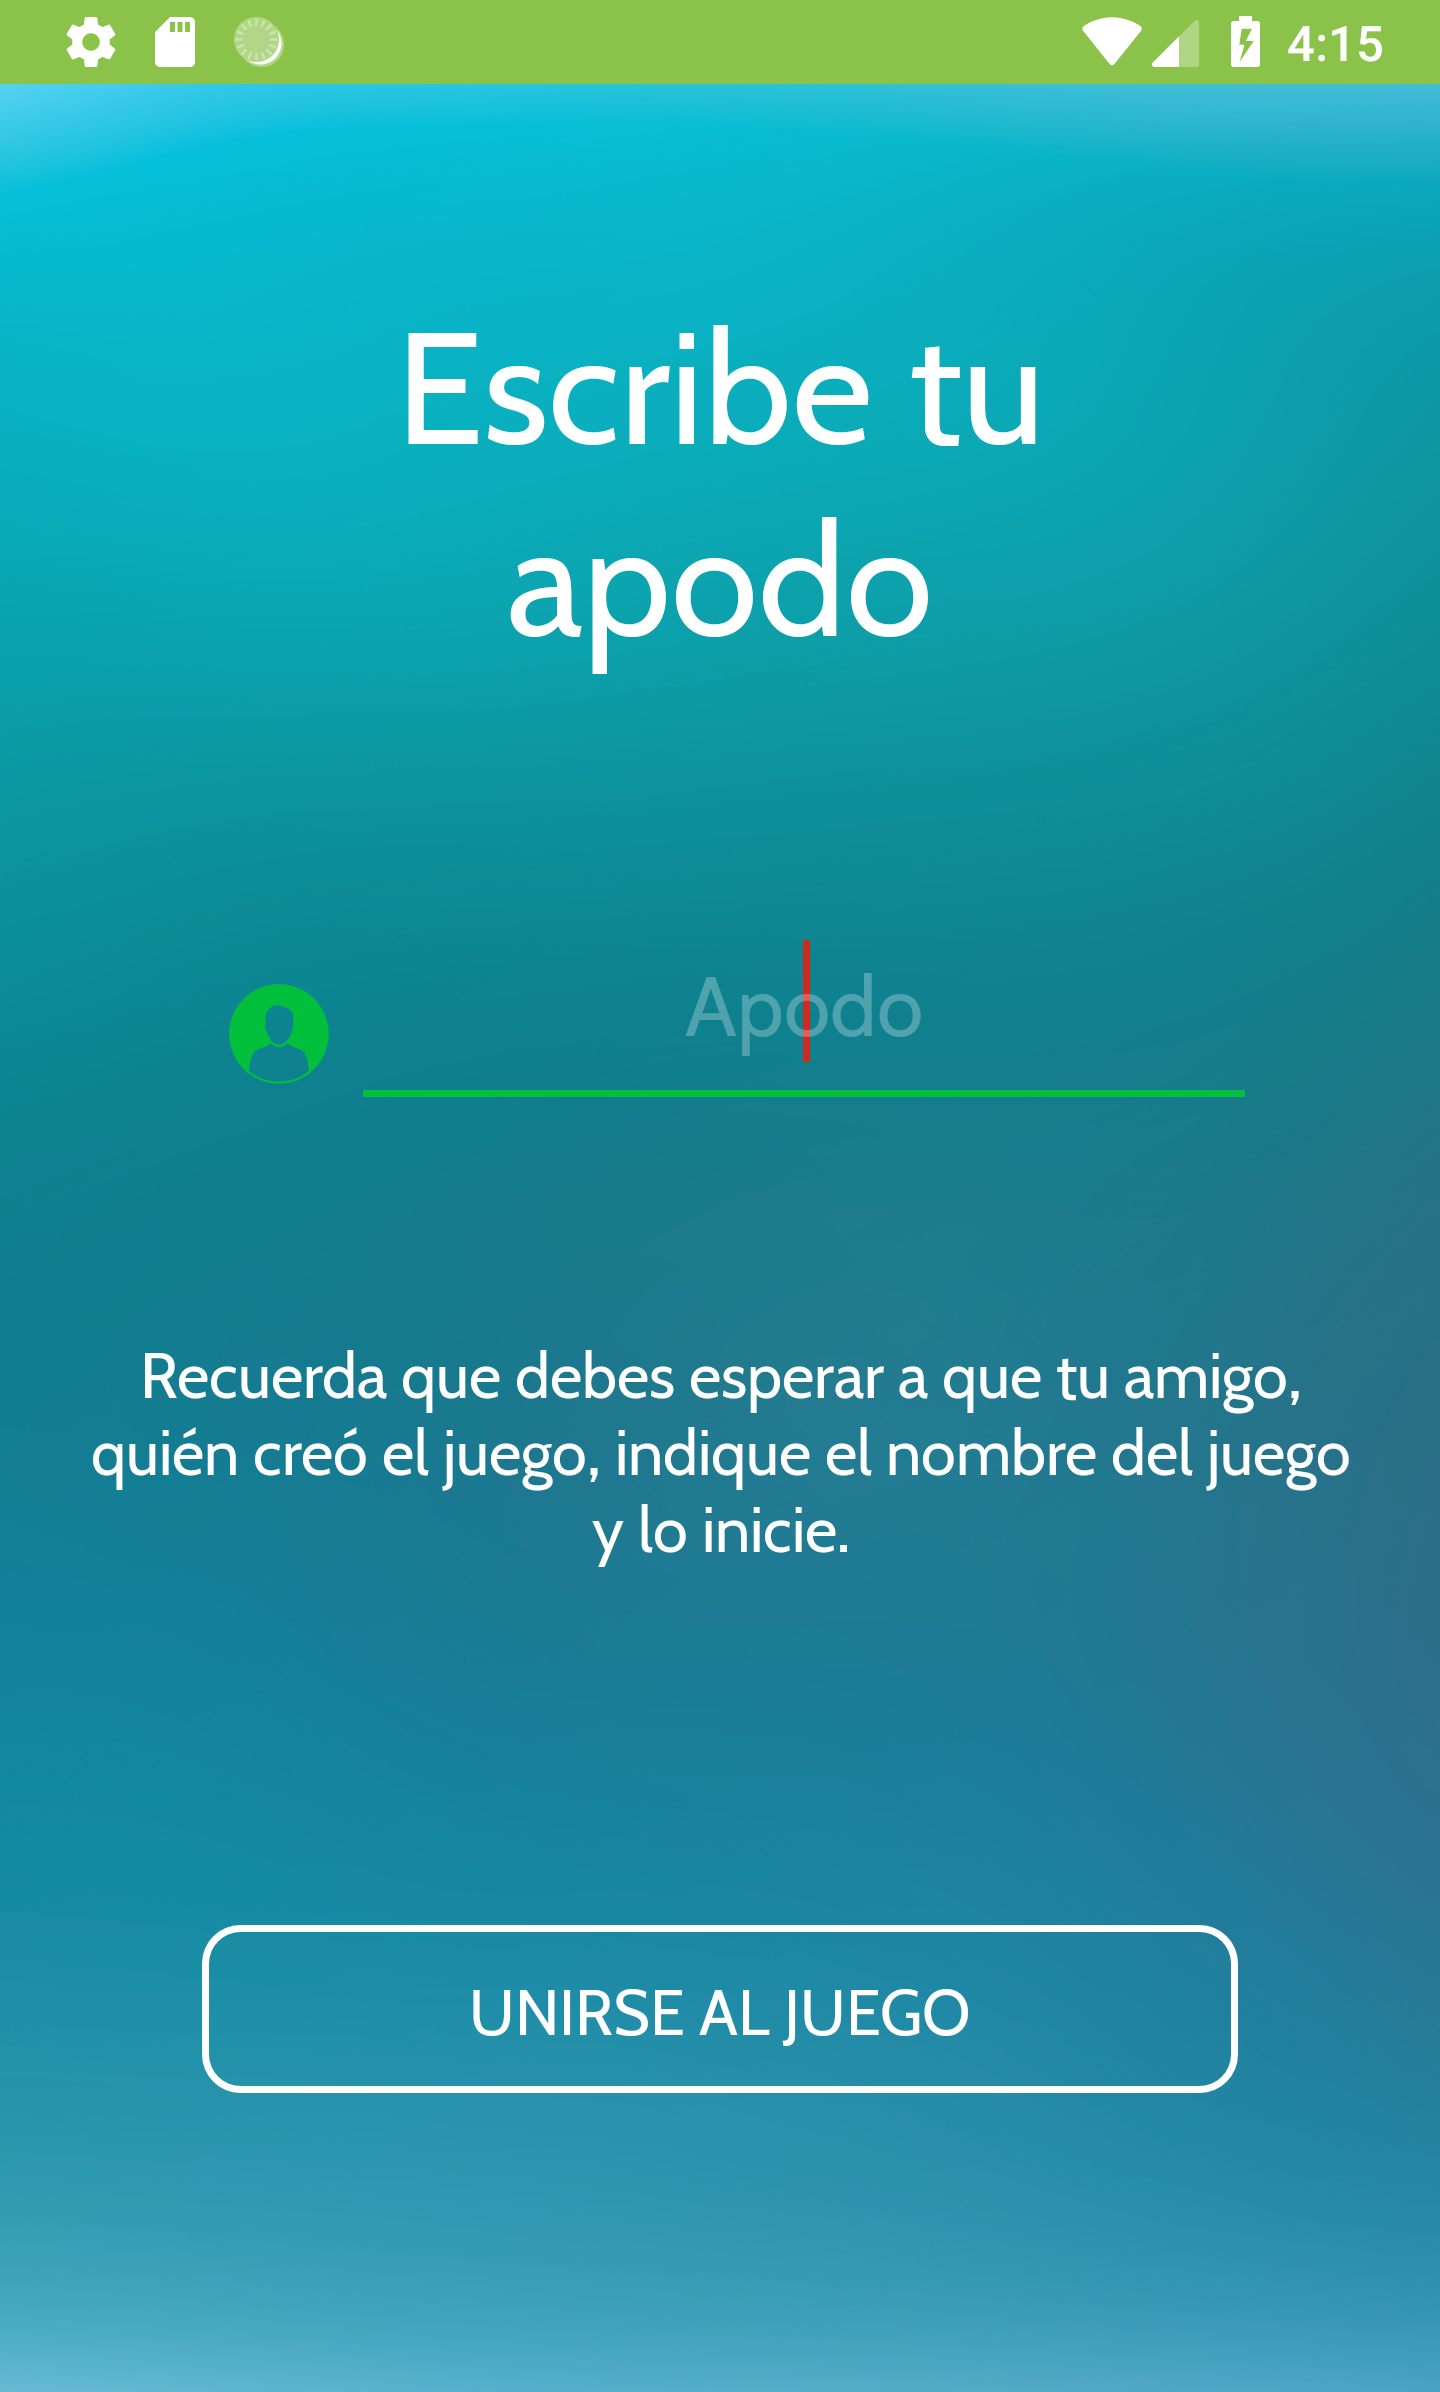 4:15
Escribe tu
apodo
Apodo
Recuerda que debes esperar a que tu amigo,
quién creó el juego, indique el nombre del juego
y lo inicie.
UNIRSE AL JUEGO